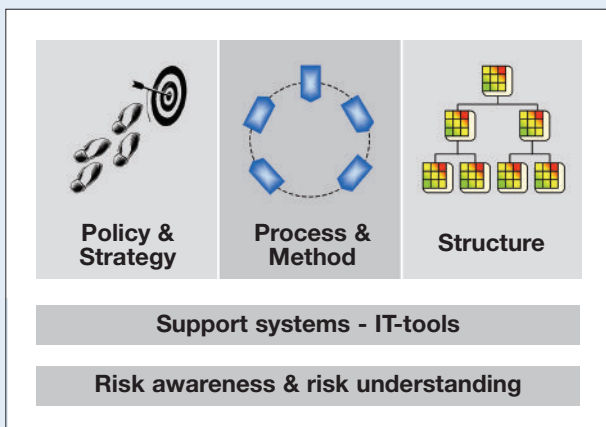 Policy &
Strategy
Process &
Method
Structure
Support systems - IT-tools
Risk awareness & risk understanding